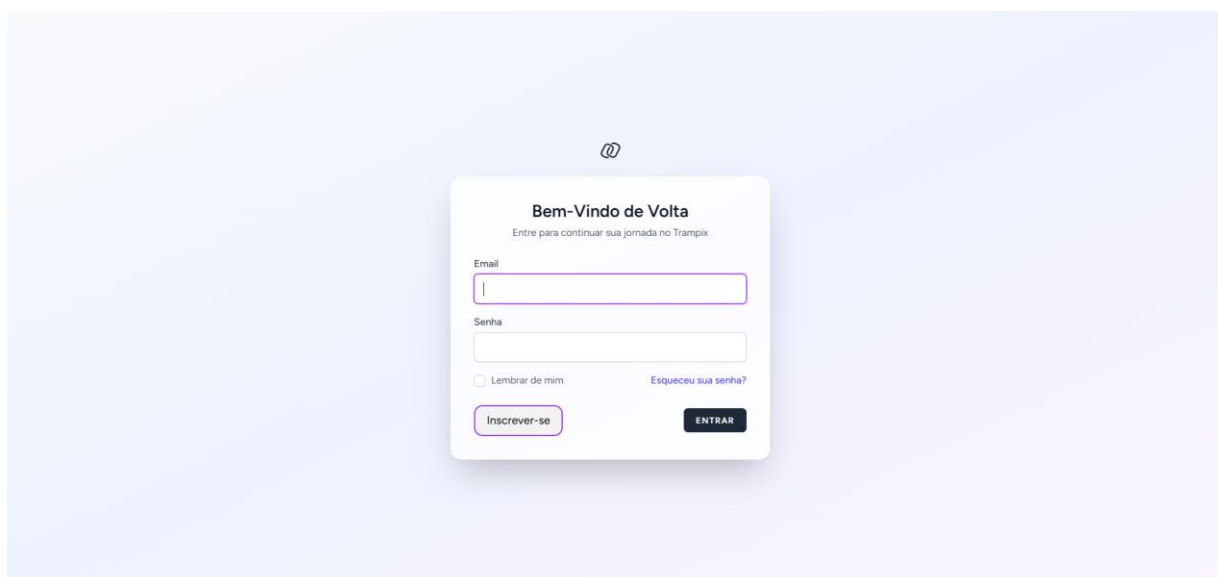 Bem-Vindo de Volta
Entre para continuar sua jornada no Trampix
Email
Senha
Lembrar de mim
Esqueceu sua senha?
Inscrever-se
ENTRAR